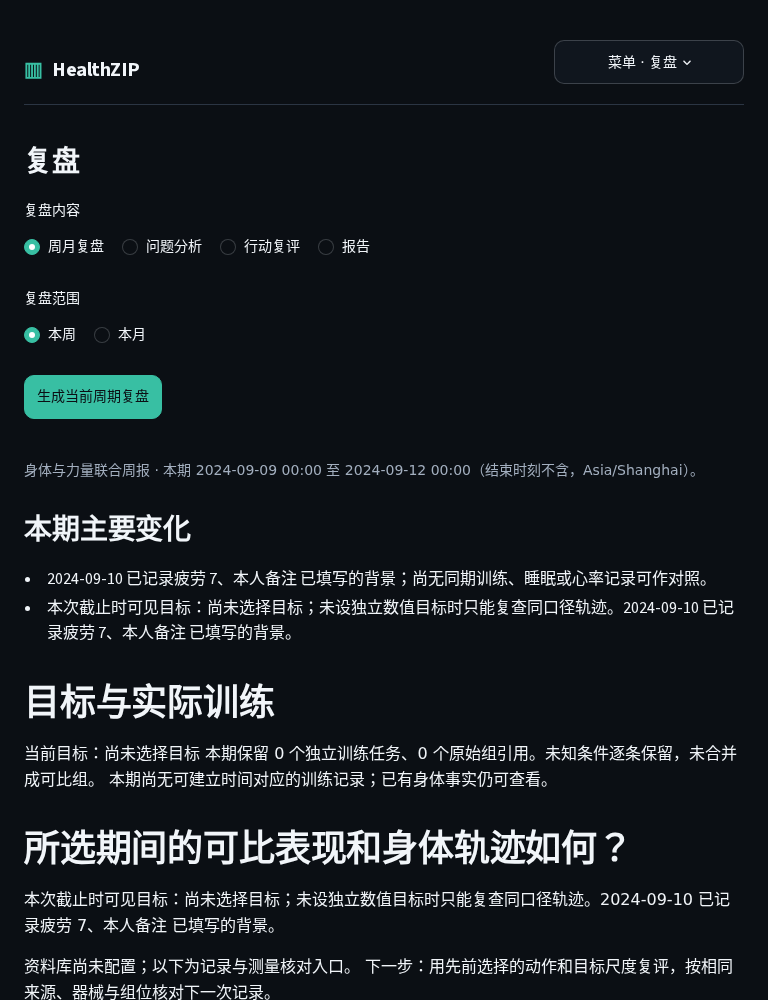 HealthZIP
菜单 · 复盘
复盘
复盘内容
周月复盘 问题分析 行动复评 报告
复盘范围
本周 本月
生成当前周期复盘
身体与力量联合周报 · 本期 2024-09-09 00:00 至 2024-09-12 00:00（结束时刻不含，Asia/Shanghai）。
本期主要变化
• 2024-09-10 已记录疲劳 7、本人备注 已填写的背景；尚无同期训练、睡眠或心率记录可作对照。
• 本次截止时可见目标：尚未选择目标；未设独立数值目标时只能复查同口径轨迹。2024-09-10 已记
录疲劳 7、本人备注 已填写的背景。
目标与实际训练
当前目标：尚未选择目标 本期保留 0 个独立训练任务、0 个原始组引用。未知条件逐条保留，未合并
成可比组。 本期尚无可建立时间对应的训练记录；已有身体事实仍可查看。
所选期间的可比表现和身体轨迹如何？
本次截止时可见目标：尚未选择目标；未设独立数值目标时只能复查同口径轨迹。2024-09-10 已记
录疲劳 7、本人备注 已填写的背景。
资料库尚未配置；以下为记录与测量核对入口。 下一步：用先前选择的动作和目标尺度复评，按相同
来源、器械与组位核对下一次记录。